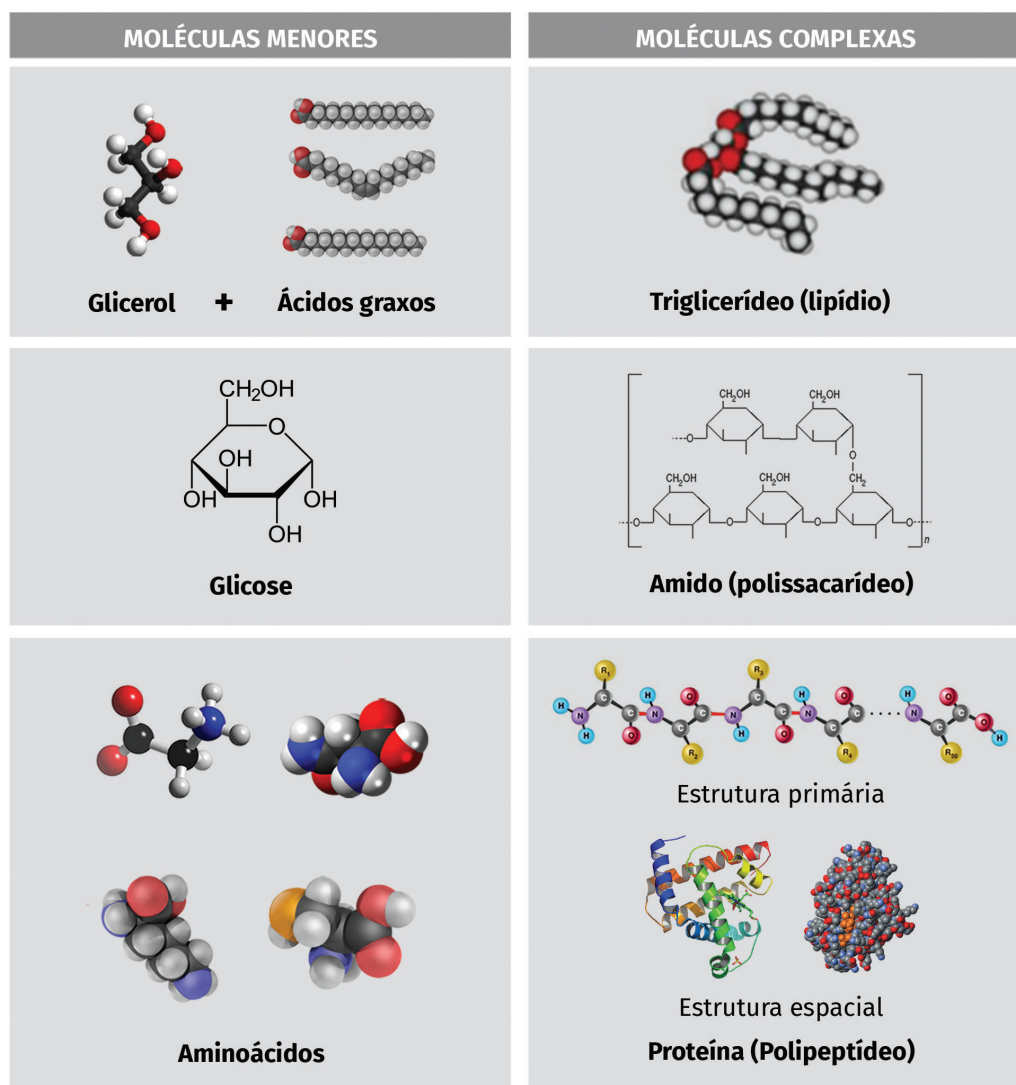 MOLÉCULAS MENORES
MOLÉCULAS COMPLEXAS
Glicerol + Ácidos graxos
Triglicerídeo (lipídio)
CH₂OH
O
OH
OH
OH
OH
Glicose
CH₂OH
CH₂OH
O
O
CH₂OH
CH₂OH
CH₂
O
O
O
O
n
Amido (polissacarídeo)
R₁
H
O
R₃
H
O
H
H
N
C
C
N
C
C
N
C
C
N
C
C
N
C
C
O
H
O
R₂
H
O
R₄
R₅₀
H
Estrutura primária
Estrutura espacial
Aminoácidos
Proteína (Polipeptídeo)